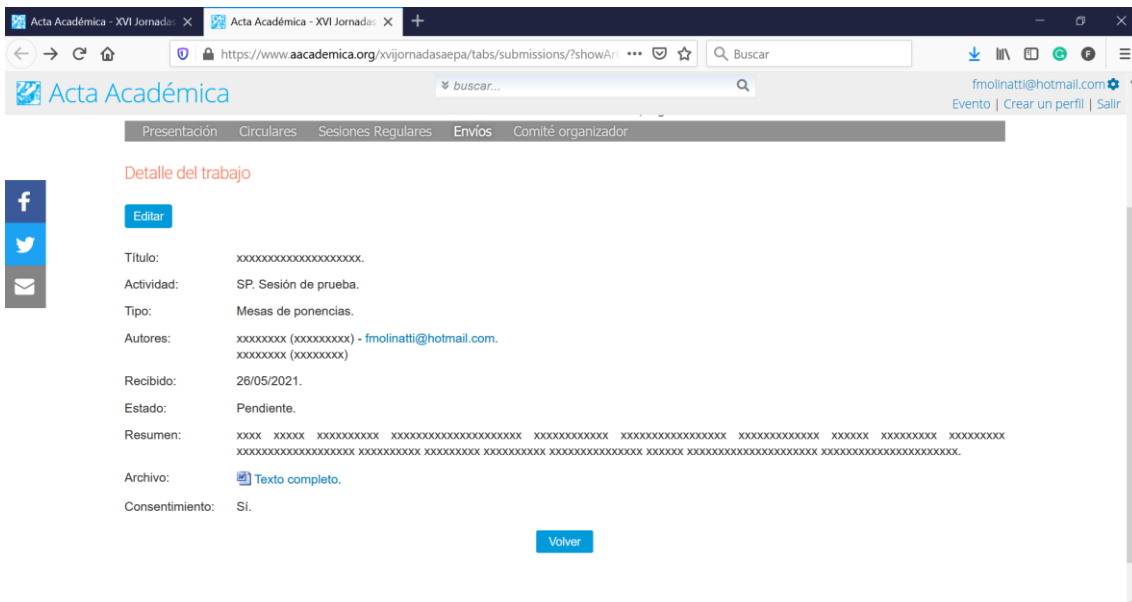 Acta Académica - XVI Jornadas
Acta Académica - XVI Jornadas
https://www.aacademica.org/xvijornadasaepa/tabs/submissions/?showArt
Buscar
Acta Académica
buscar...
fmolinatti@hotmail.com
Evento | Crear un perfil | Salir
Presentación Circulares Sesiones Regulares Envíos Comité organizador
Detalle del trabajo
Editar
Título: xxxxxxxxxxxxxxxxxxxx.
Actividad: SP. Sesión de prueba.
Tipo: Mesas de ponencias.
Autores: xxxxxxxx (xxxxxxxxx) - fmolinatti@hotmail.com.
xxxxxxxx (xxxxxxxx)
Recibido: 26/05/2021.
Estado: Pendiente.
Resumen: xxxx xxxxx xxxxxxxxxx xxxxxxxxxxxxxxxxxxxxx xxxxxxxxxxxx xxxxxxxxxxxxxxxxx xxxxxxxxxxxxx xxxxxx xxxxxxxxx xxxxxxxxx
xxxxxxxxxxxxxxxxxxx xxxxxxxxxx xxxxxxxxx xxxxxxxxxx xxxxxxxxxxxxxxx xxxxxx xxxxxxxxxxxxxxxxxxxxx xxxxxxxxxxxxxxxxxxxxxx.
Archivo: Texto completo.
Consentimiento: Sí.
Volver